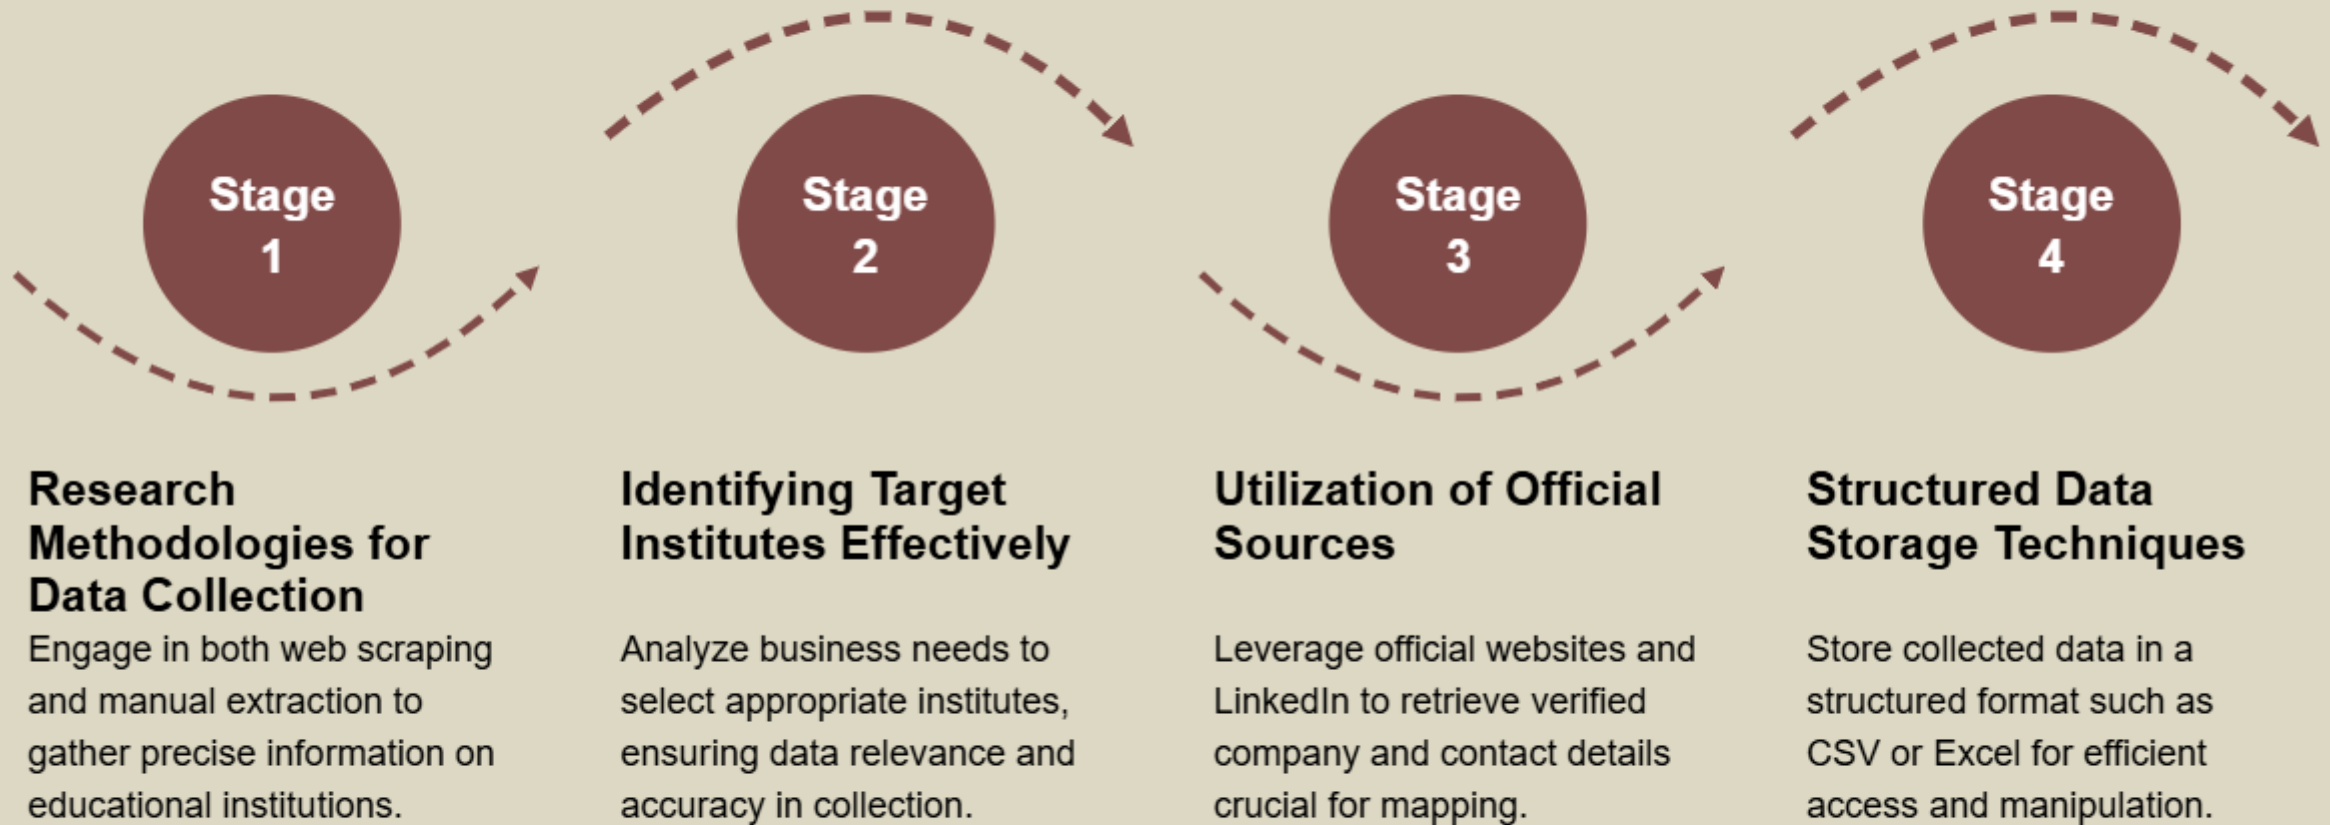 Stage
1
Stage
2
Stage
3
Stage
4
Research
Methodologies for
Data Collection
Engage in both web scraping
and manual extraction to
gather precise information on
educational institutions.
Identifying Target
Institutes Effectively
Analyze business needs to
select appropriate institutes,
ensuring data relevance and
accuracy in collection.
Utilization of Official
Sources
Leverage official websites and
LinkedIn to retrieve verified
company and contact details
crucial for mapping.
Structured Data
Storage Techniques
Store collected data in a
structured format such as
CSV or Excel for efficient
access and manipulation.